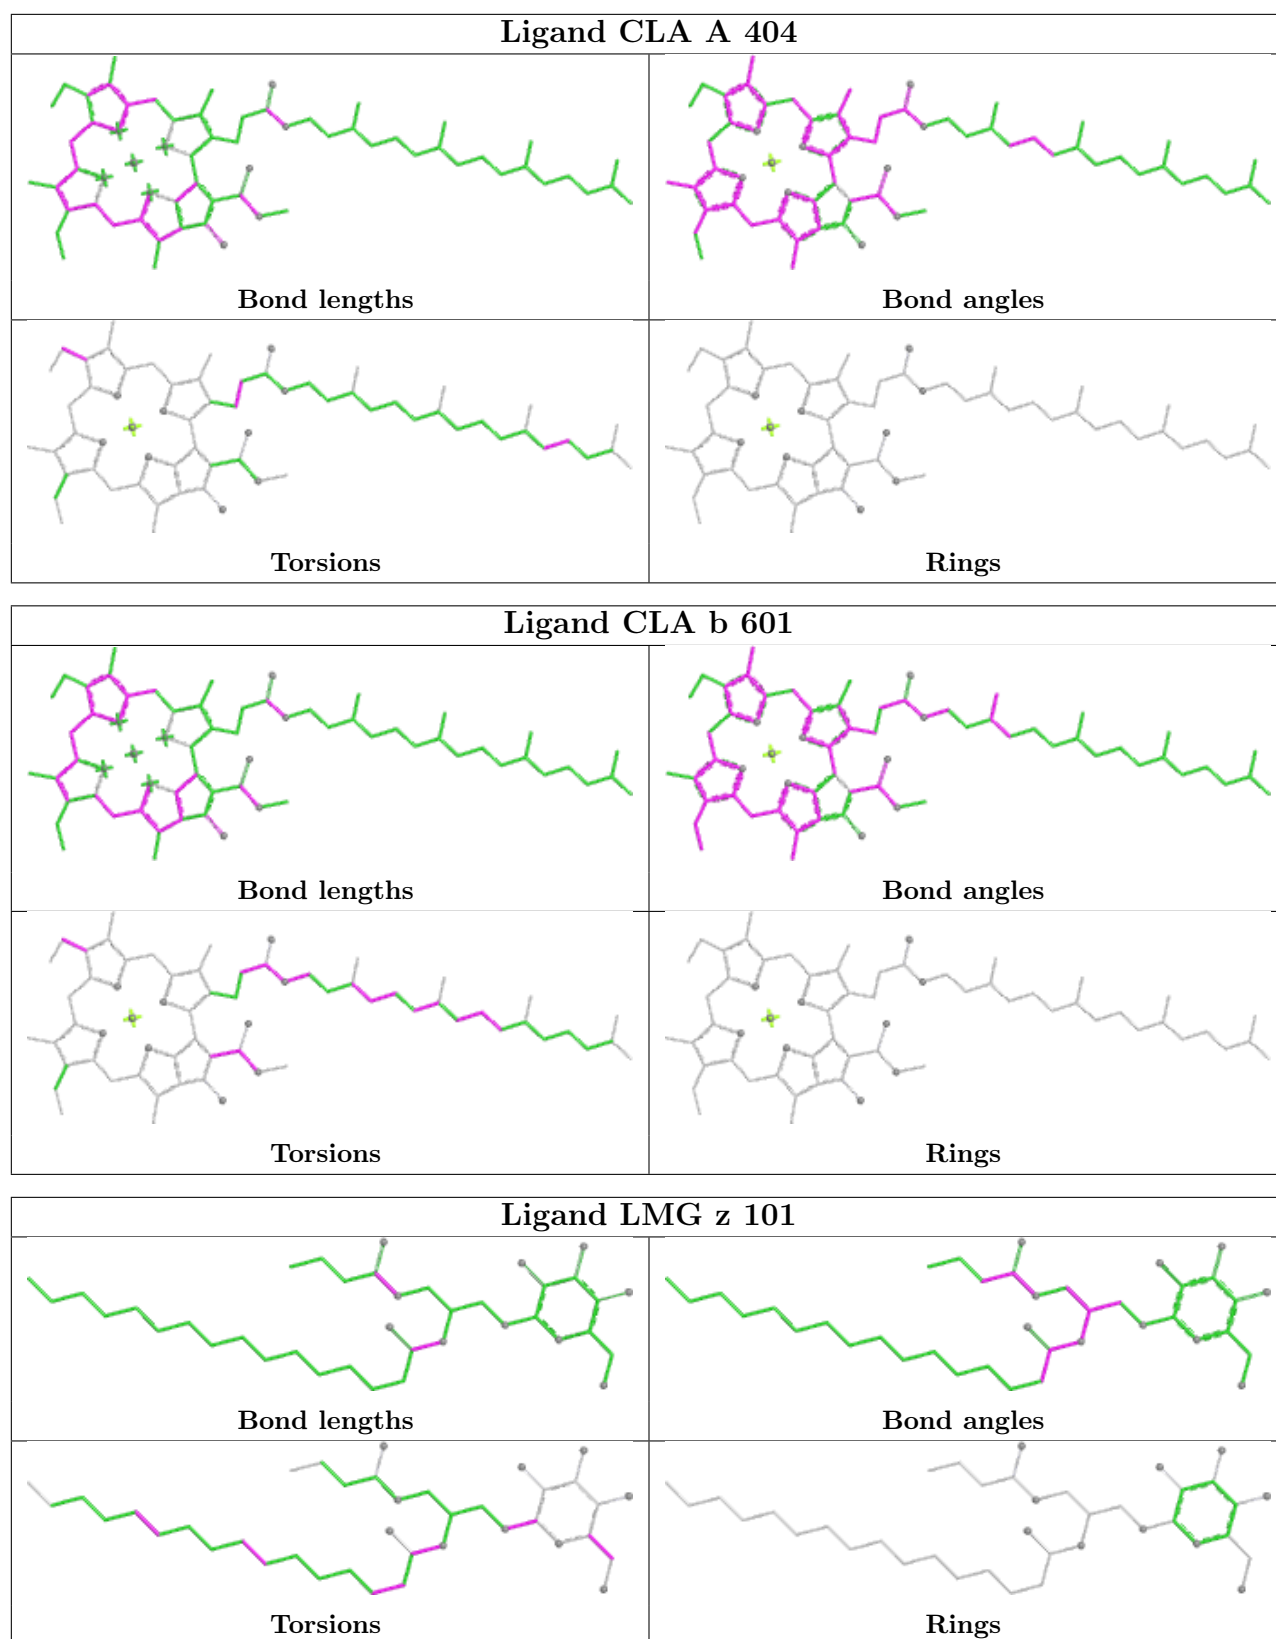 Ligand CLA A 404
Bond lengths
Bond angles
Torsions
Rings
Ligand CLA b 601
Bond lengths
Bond angles
Torsions
Rings
Ligand LMG z 101
Bond lengths
Bond angles
Torsions
Rings